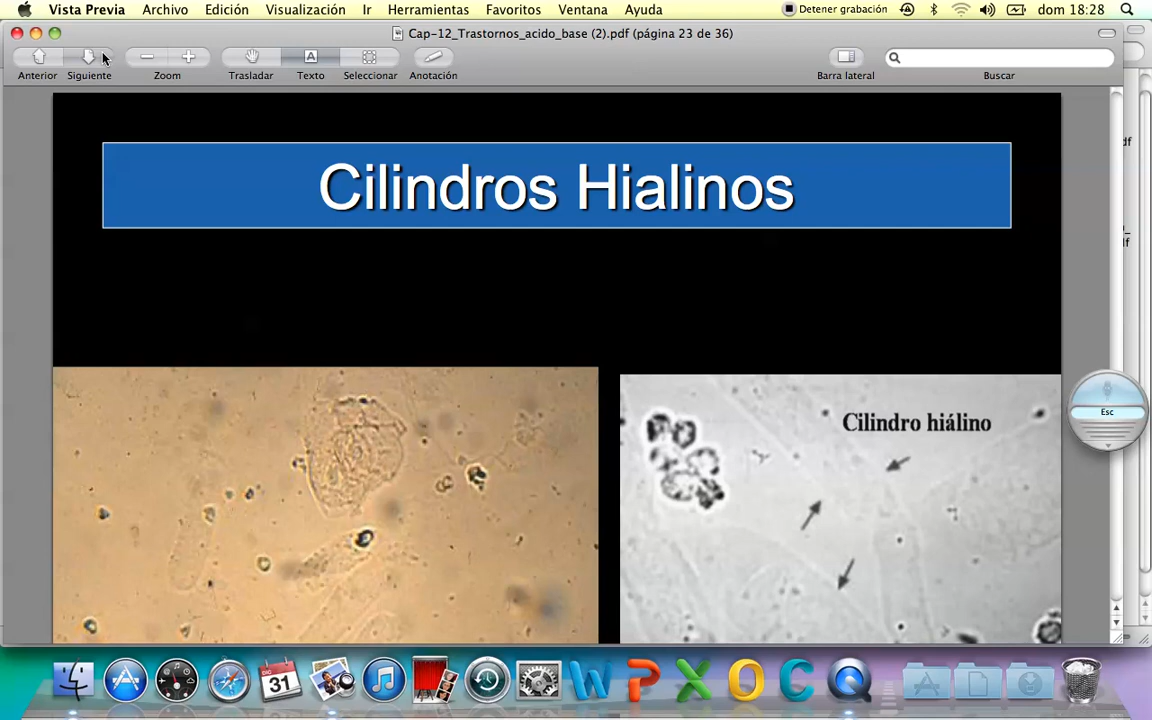 Vista Previa Archivo Edición Visualización Ir Herramientas Favoritos Ventana Ayuda Detener grabación dom 18:28
Cap-12_Trastornos_acido_base (2).pdf (página 23 de 36)
Anterior Siguiente Zoom Trasladar Texto Seleccionar Anotación Barra lateral Buscar
df
Cilindros Hialinos
lf
Cilindro hiálino
Esc
31
W P X O C